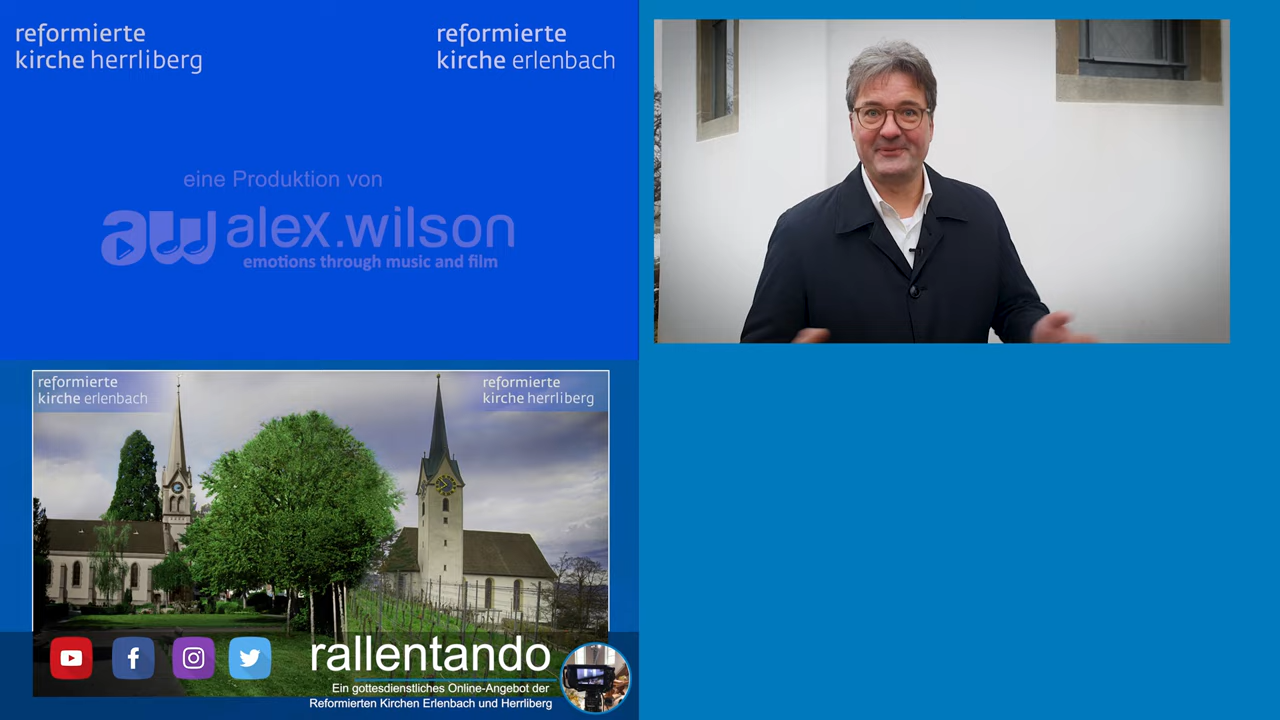 reformierte
kirche herrliberg
reformierte
kirche erlenbach
eine Produktion von
aw alex.wilson
emotions through music and film
reformierte
kirche erlenbach
reformierte
kirche herrliberg
rallentando
Ein gottesdienstliches Online-Angebot der
Reformierten Kirchen Erlenbach und Herrliberg